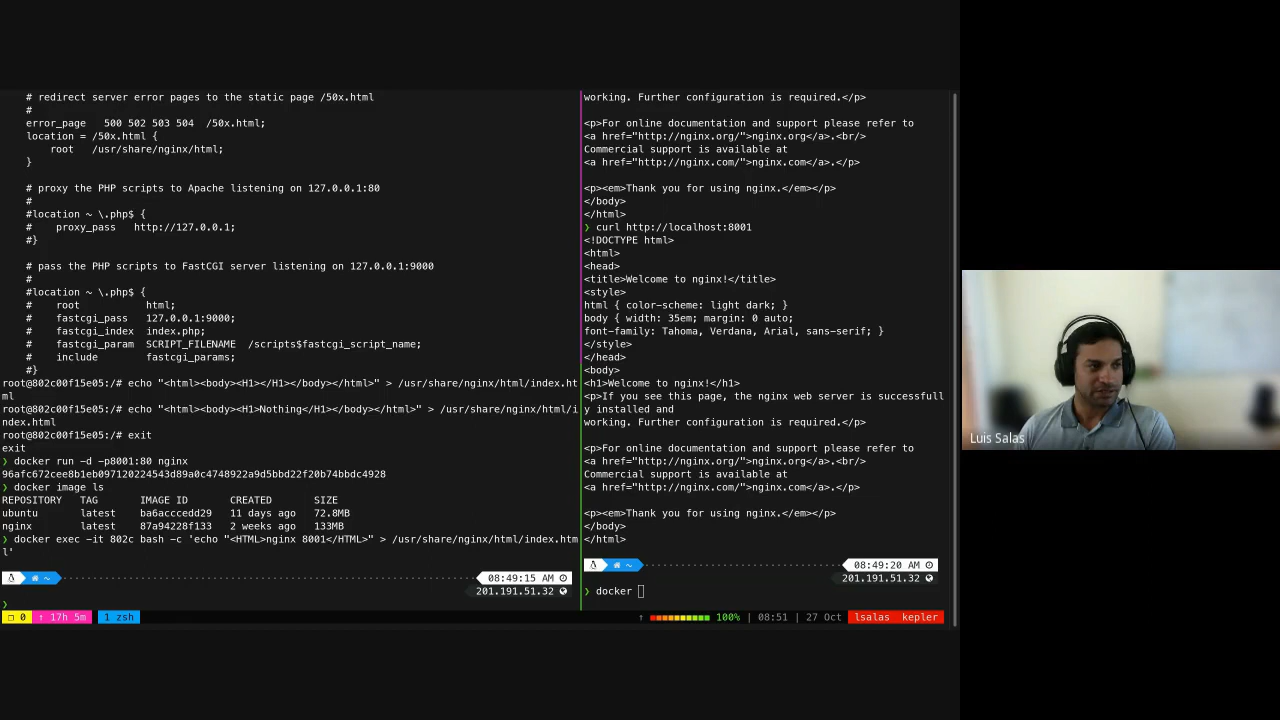 # redirect server error pages to the static page /50x.html
#
error_page   500 502 503 504  /50x.html;
location = /50x.html {
root   /usr/share/nginx/html;
}
# proxy the PHP scripts to Apache listening on 127.0.0.1:80
#
#location ~ \.php$ {
#    proxy_pass   http://127.0.0.1;
#}
# pass the PHP scripts to FastCGI server listening on 127.0.0.1:9000
#
#location ~ \.php$ {
#    root           html;
#    fastcgi_pass   127.0.0.1:9000;
#    fastcgi_index  index.php;
#    fastcgi_param  SCRIPT_FILENAME  /scripts$fastcgi_script_name;
#    include        fastcgi_params;
#}
root@802c00f15e05:/# echo "<html><body><H1></H1></body></html>" > /usr/share/nginx/html/index.ht
ml
root@802c00f15e05:/# echo "<html><body><H1>Nothing</H1></body></html>" > /usr/share/nginx/html/i
ndex.html
root@802c00f15e05:/# exit
exit
❯ docker run -d -p8001:80 nginx
96afc672cee8b1eb097120224543d89a0c4748922a9d5bbd22f20b74bbdc4928
❯ docker image ls
REPOSITORY   TAG       IMAGE ID       CREATED       SIZE
ubuntu       latest    ba6acccedd29   11 days ago   72.8MB
nginx        latest    87a94228f133   2 weeks ago   133MB
❯ docker exec -it 802c bash -c 'echo "<HTML>nginx 8001</HTML>" > /usr/share/nginx/html/index.htm
l'
~ 08:49:15 AM
201.191.51.32
❯
working. Further configuration is required.</p>
<p>For online documentation and support please refer to
<a href="http://nginx.org/">nginx.org</a>.<br/>
Commercial support is available at
<a href="http://nginx.com/">nginx.com</a>.</p>
<p><em>Thank you for using nginx.</em></p>
</body>
</html>
❯ curl http://localhost:8001
<!DOCTYPE html>
<html>
<head>
<title>Welcome to nginx!</title>
<style>
html { color-scheme: light dark; }
body { width: 35em; margin: 0 auto;
font-family: Tahoma, Verdana, Arial, sans-serif; }
</style>
</head>
<body>
<h1>Welcome to nginx!</h1>
<p>If you see this page, the nginx web server is successfull
y installed and
working. Further configuration is required.</p>
<p>For online documentation and support please refer to
<a href="http://nginx.org/">nginx.org</a>.<br/>
Commercial support is available at
<a href="http://nginx.com/">nginx.com</a>.</p>
<p><em>Thank you for using nginx.</em></p>
</body>
</html>
~ 08:49:20 AM
201.191.51.32
❯ docker
0 ↑ 17h 5m 1 zsh ↑ 100% | 08:51 | 27 Oct lsalas kepler
Luis Salas